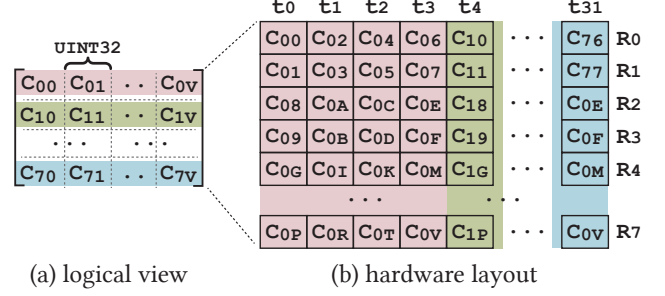 t0 t1 t2 t3 t4 t31
UINT32
C00 C01 .. C0V
C10 C11 .. C1V
... ...
C70 C71 .. C7V
C00 C02 C04 C06 C10 ... C76 R0
C01 C03 C05 C07 C11 ... C77 R1
C08 C0A C0C C0E C18 ... C0E R2
C09 C0B C0D C0F C19 ... C0F R3
C0G C0I C0K C0M C1G ... C0M R4
... ...
C0P C0R C0T C0V C1P ... C0V R7
(a) logical view (b) hardware layout